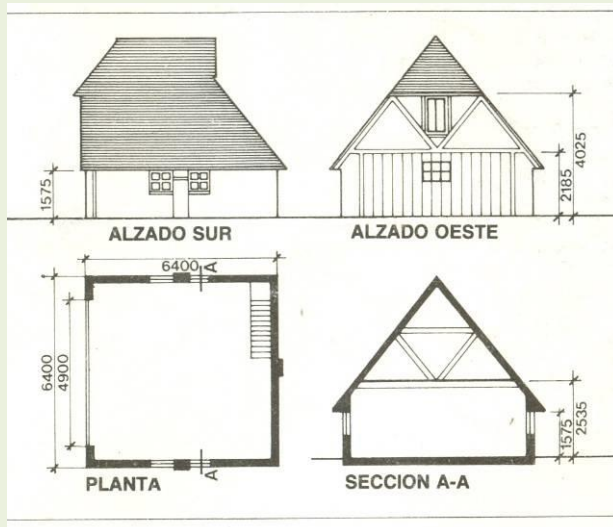 1575
4025
2185
ALZADO SUR
ALZADO OESTE
6400
A
6400
4900
1575
2535
A
PLANTA
SECCION A-A